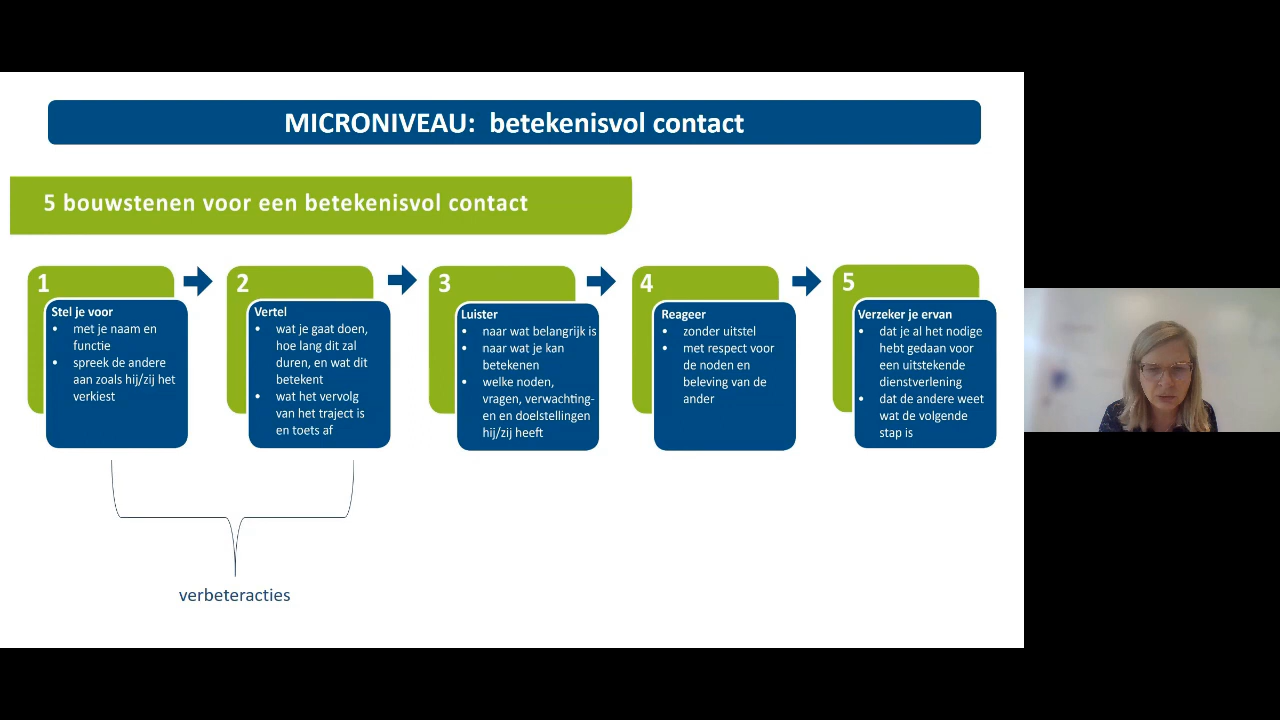 MICRONIVEAU: betekenisvol contact
5 bouwstenen voor een betekenisvol contact
1
Stel je voor
• met je naam en
functie
• spreek de andere
aan zoals hij/zij het
verkiest
2
Vertel
• wat je gaat doen,
hoe lang dit zal
duren, en wat dit
betekent
• wat het vervolg
van het traject is
en toets af
3
Luister
• naar wat belangrijk is
• naar wat je kan
betekenen
• welke noden,
vragen, verwachting-
en en doelstellingen
hij/zij heeft
4
Reageer
• zonder uitstel
• met respect voor
de noden en
beleving van de
ander
5
Verzeker je ervan
• dat je al het nodige
hebt gedaan voor
een uitstekende
dienstverlening
• dat de andere weet
wat de volgende
stap is
verbeteracties